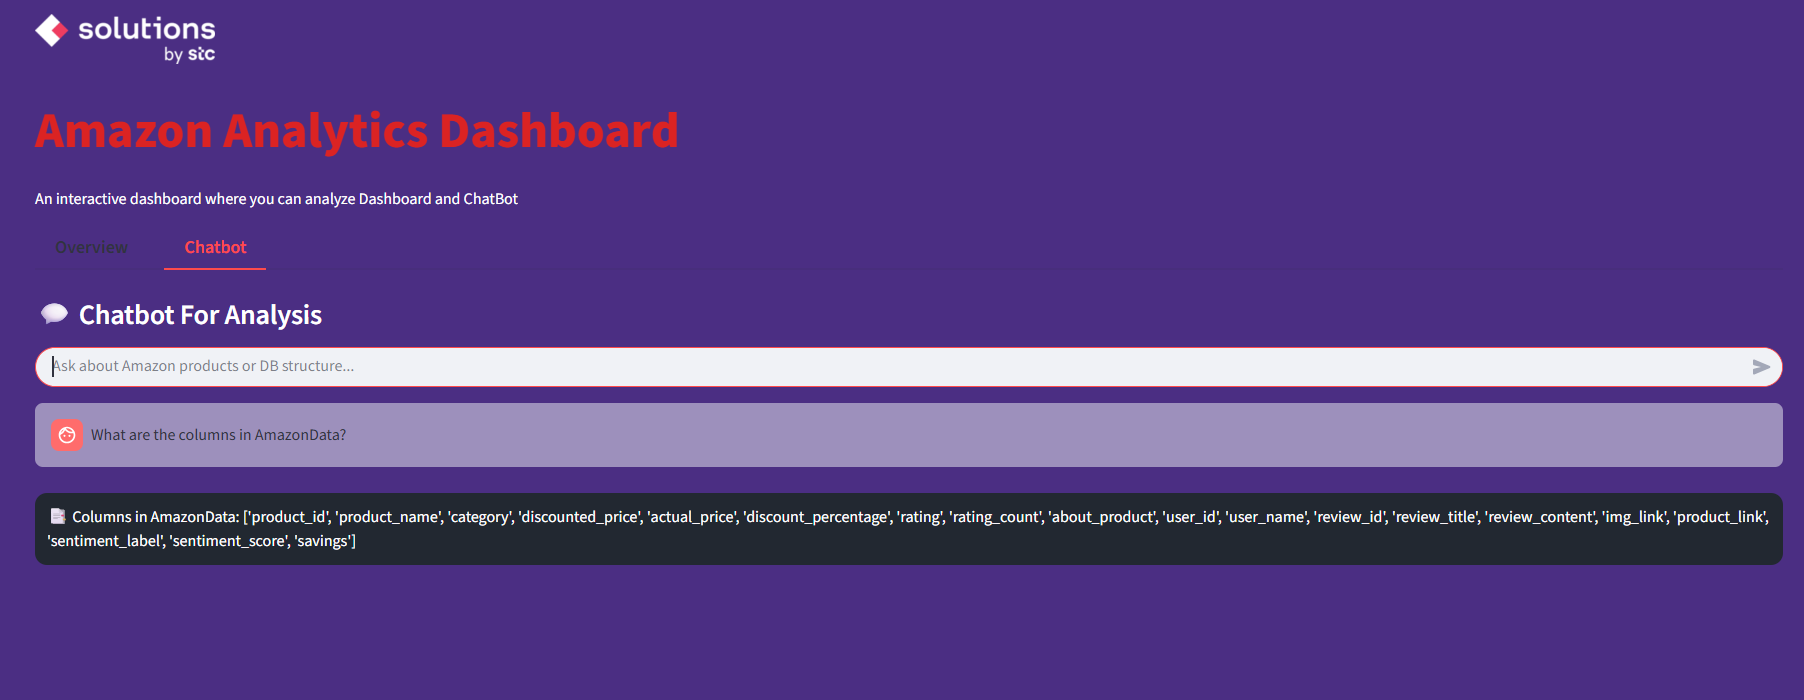 solutions
by stc
Amazon Analytics Dashboard
An interactive dashboard where you can analyze Dashboard and ChatBot
Overview Chatbot
Chatbot For Analysis
Ask about Amazon products or DB structure...
What are the columns in AmazonData?
Columns in AmazonData: ['product_id', 'product_name', 'category', 'discounted_price', 'actual_price', 'discount_percentage', 'rating', 'rating_count', 'about_product', 'user_id', 'user_name', 'review_id', 'review_title', 'review_content', 'img_link', 'product_link',
'sentiment_label', 'sentiment_score', 'savings']